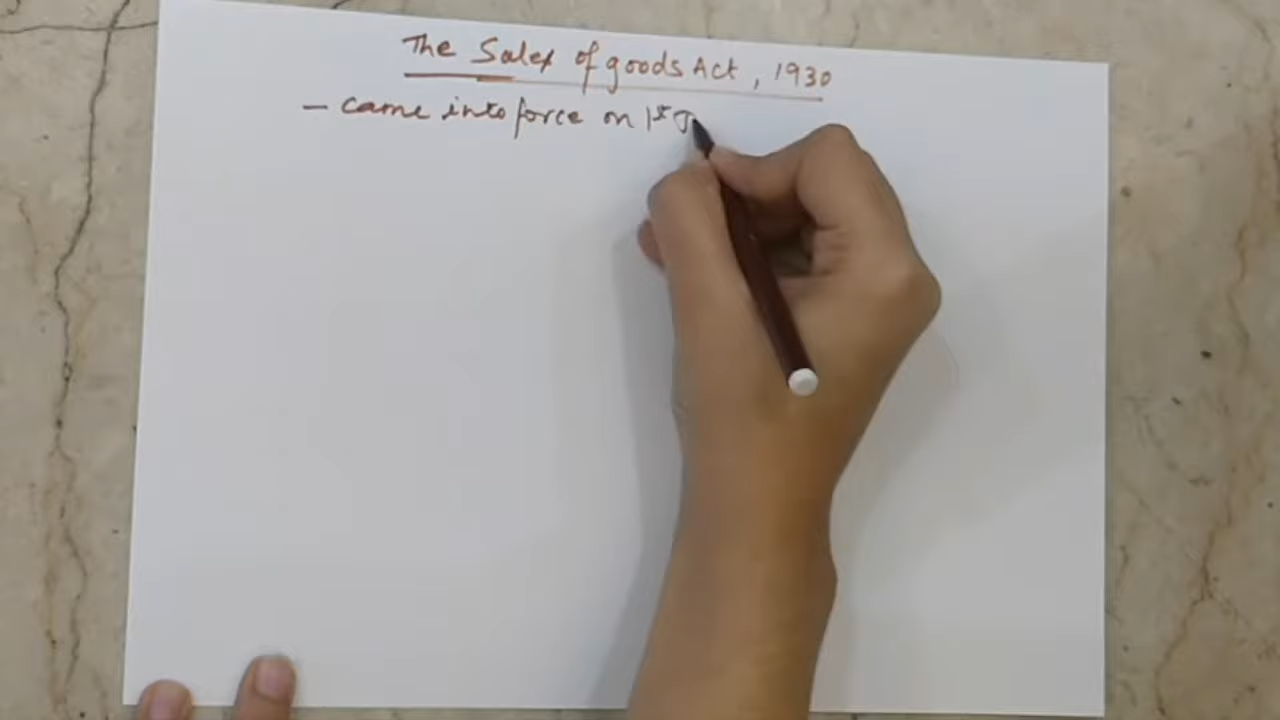 The Sales of goods Act, 1930
- came into force on 1st J